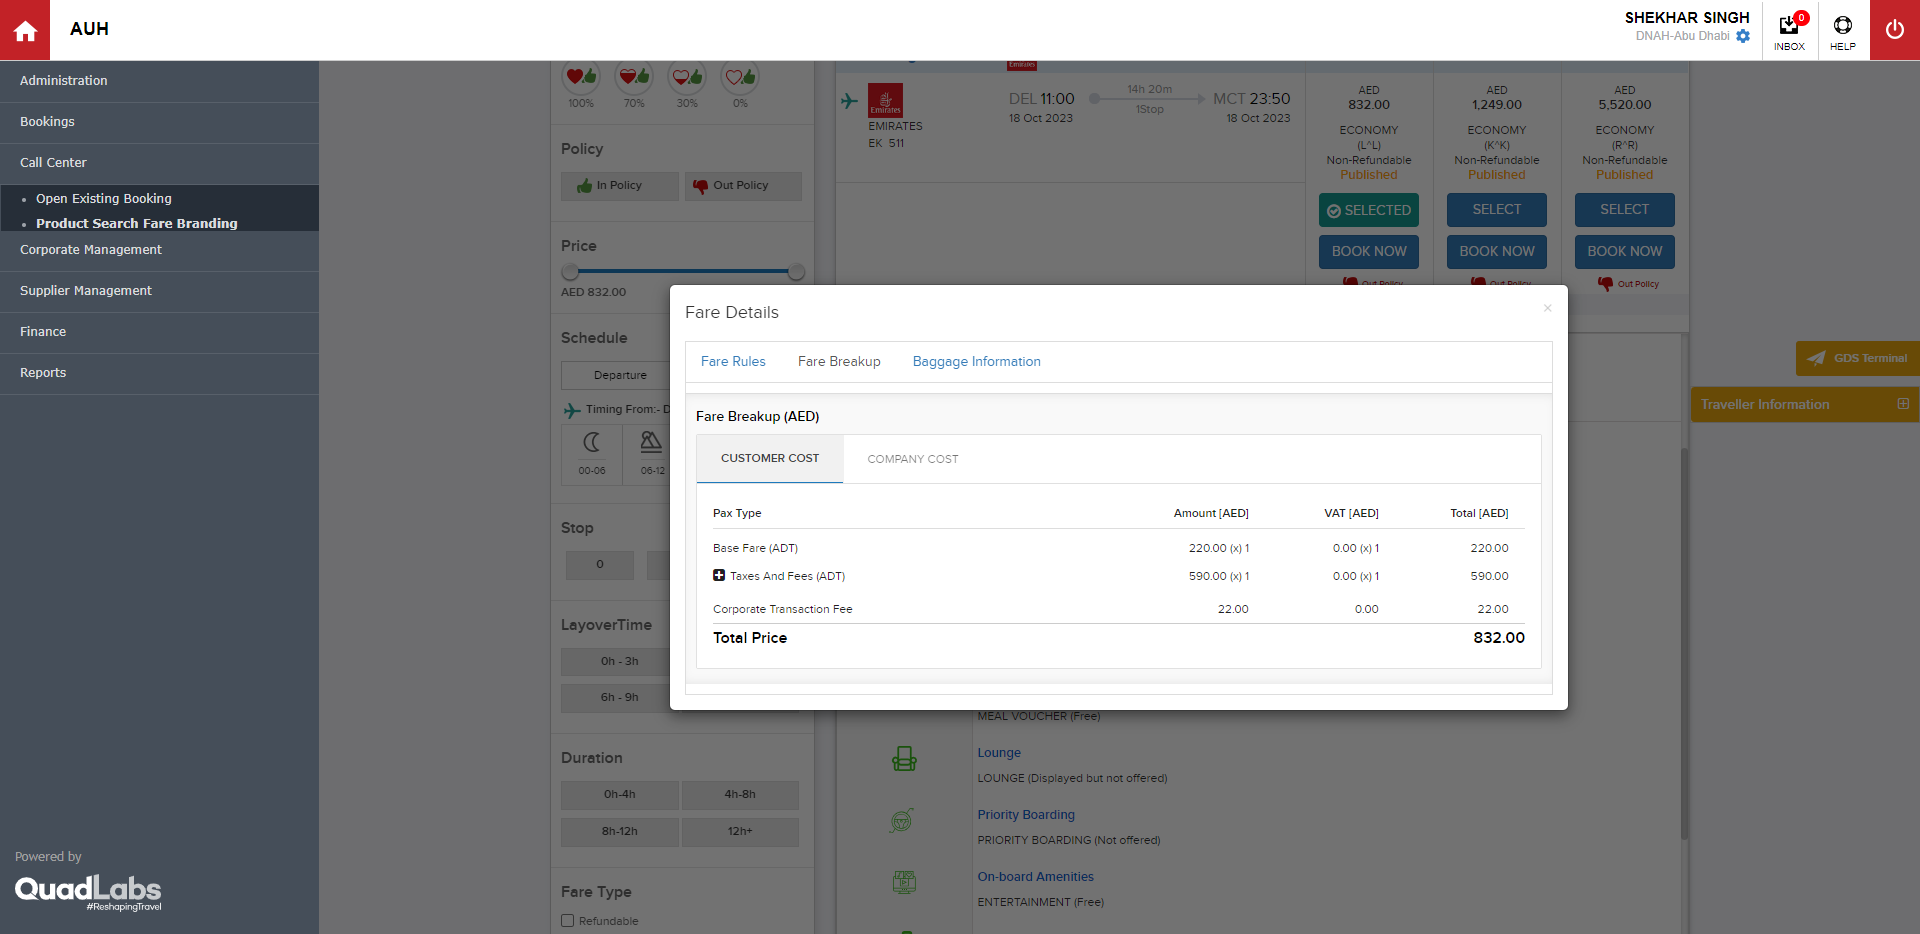 AUH
SHEKHAR SINGH
DNAH-Abu Dhabi
0
INBOX
HELP
Administration
Bookings
Call Center
Open Existing Booking
Product Search Fare Branding
Corporate Management
Supplier Management
Finance
Reports
Powered by
QuadLabs
#ReshapingTravel
100%
70%
30%
0%
Policy
In Policy
Out Policy
Price
AED 832.00
Schedule
Departure
Timing From:- D
00-06
06-12
Stop
0
LayoverTime
0h - 3h
6h - 9h
Duration
0h-4h
4h-8h
8h-12h
12h+
Fare Type
Refundable
Emirates
Emirates
EMIRATES
EK 511
DEL 11:00
18 Oct 2023
14h 20m
1Stop
MCT 23:50
18 Oct 2023
AED
832.00
ECONOMY
(L^L)
Non-Refundable
Published
SELECTED
BOOK NOW
Out Policy
AED
1,249.00
ECONOMY
(K^K)
Non-Refundable
Published
SELECT
BOOK NOW
Out Policy
AED
5,520.00
ECONOMY
(R^R)
Non-Refundable
Published
SELECT
BOOK NOW
Out Policy
GDS Terminal
Traveller Information
Fare Details
×
Fare Rules
Fare Breakup
Baggage Information
Fare Breakup (AED)
CUSTOMER COST
COMPANY COST
Pax Type Amount [AED] VAT [AED] Total [AED]
Base Fare (ADT) 220.00 (x) 1 0.00 (x) 1 220.00
Taxes And Fees (ADT) 590.00 (x) 1 0.00 (x) 1 590.00
Corporate Transaction Fee 22.00 0.00 22.00
Total Price 832.00
MEAL VOUCHER (Free)
Lounge
LOUNGE (Displayed but not offered)
Priority Boarding
PRIORITY BOARDING (Not offered)
On-board Amenities
ENTERTAINMENT (Free)